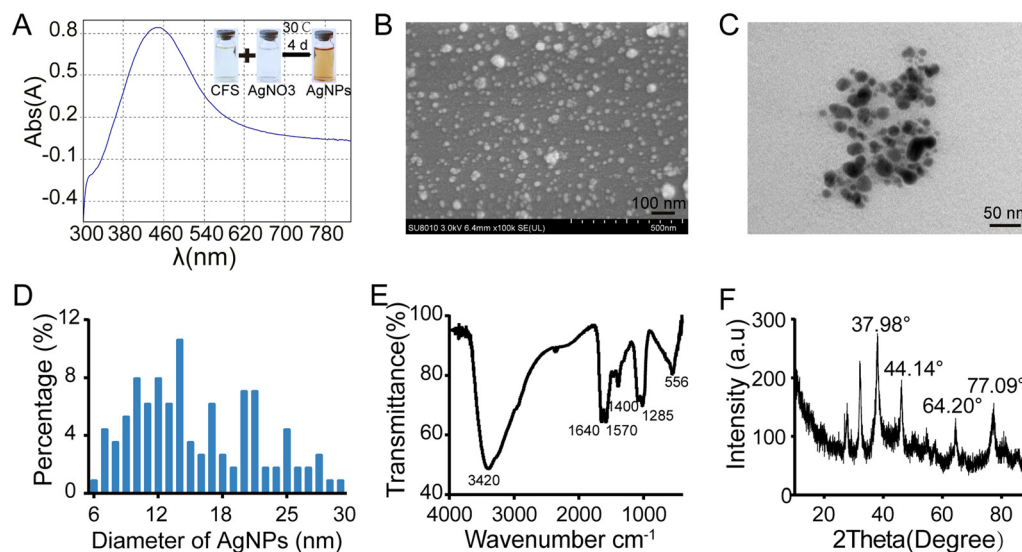 A
0.8
0.5
0.2
-0.1
-0.4
Abs(A)
300 380 460 540 620 700 780
λ(nm)
30℃
4 d
CFS
AgNO3
AgNPs
B
100 nm
SU8010 3.0kV 6.4mm x100k SE(UL)
500nm
C
50 nm
D
12
8
4
0
Percentage (%)
6 12 18 24 30
Diameter of AgNPs (nm)
E
100
80
60
40
Transmittance(%)
3420
1640
1570
1400
1285
556
4000 3000 2000 1000 0
Wavenumber cm-1
F
300
200
100
0
Intensity (a.u)
37.98°
44.14°
64.20°
77.09°
20 40 60 80
2Theta(Degree)